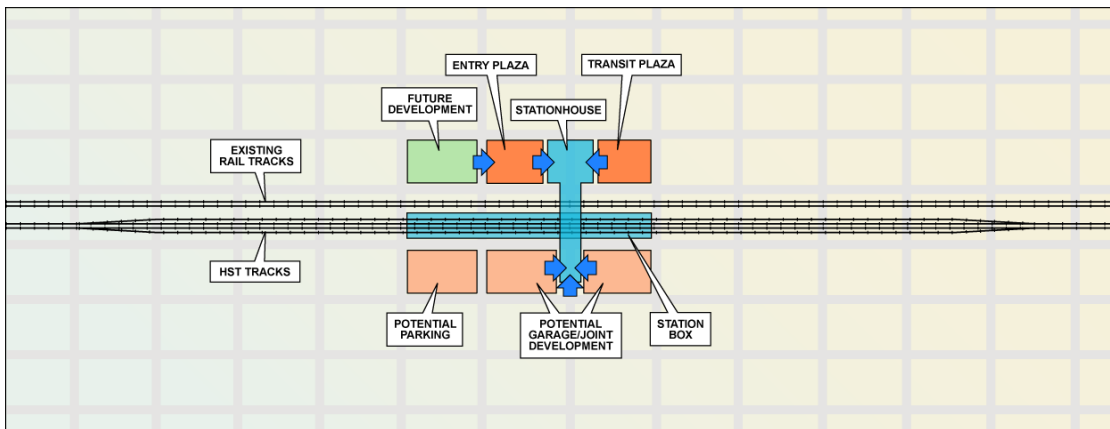 ENTRY PLAZA
TRANSIT PLAZA
FUTURE
DEVELOPMENT
STATIONHOUSE
EXISTING
RAIL TRACKS
HST TRACKS
POTENTIAL
PARKING
POTENTIAL
GARAGE/JOINT
DEVELOPMENT
STATION
BOX